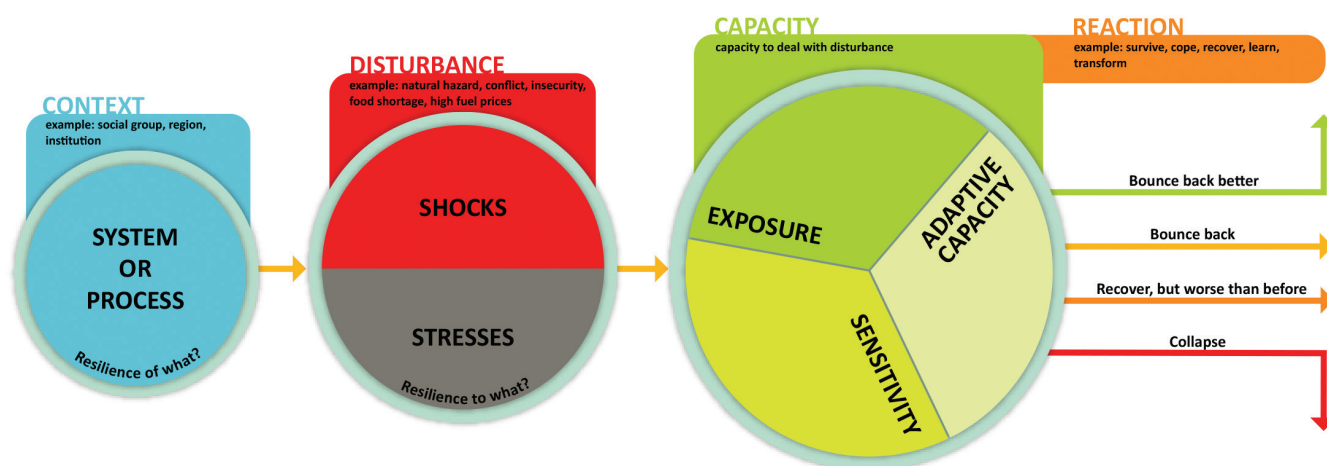 CONTEXT
example: social group, region,
institution
SYSTEM
OR
PROCESS
Resilience of what?
DISTURBANCE
example: natural hazard, conflict, insecurity,
food shortage, high fuel prices
SHOCKS
STRESSES
Resilience to what?
CAPACITY
capacity to deal with disturbance
EXPOSURE
ADAPTIVE
CAPACITY
SENSITIVITY
REACTION
example: survive, cope, recover, learn,
transform
Bounce back better
Bounce back
Recover, but worse than before
Collapse